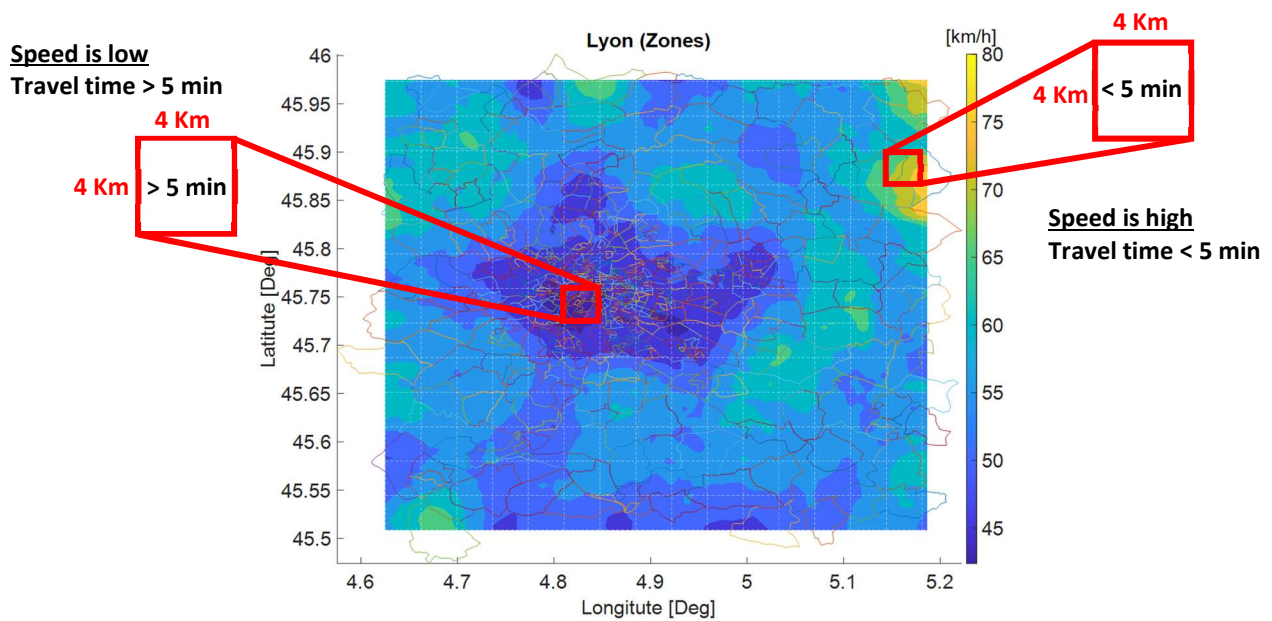 Speed is low
Travel time > 5 min
4 Km
4 Km
> 5 min
Lyon (Zones)
[km/h]
4 Km
4 Km
< 5 min
Speed is high
Travel time < 5 min
46
45.95
45.9
45.85
45.8
45.75
45.7
45.65
45.6
45.55
45.5
Latitute [Deg]
4.6
4.7
4.8
4.9
5
5.1
5.2
Longitute [Deg]
80
75
70
65
60
55
50
45